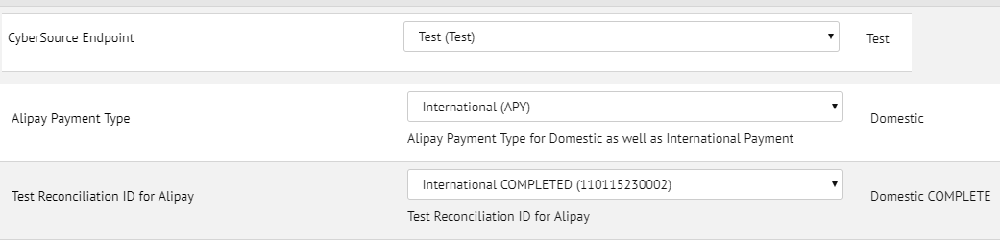 CyberSource Endpoint
Test (Test)
Test
International (APY)
Alipay Payment Type
Domestic
Alipay Payment Type for Domestic as well as International Payment
International COMPLETED (110115230002)
Test Reconciliation ID for Alipay
Domestic COMPLETE
Test Reconciliation ID for Alipay